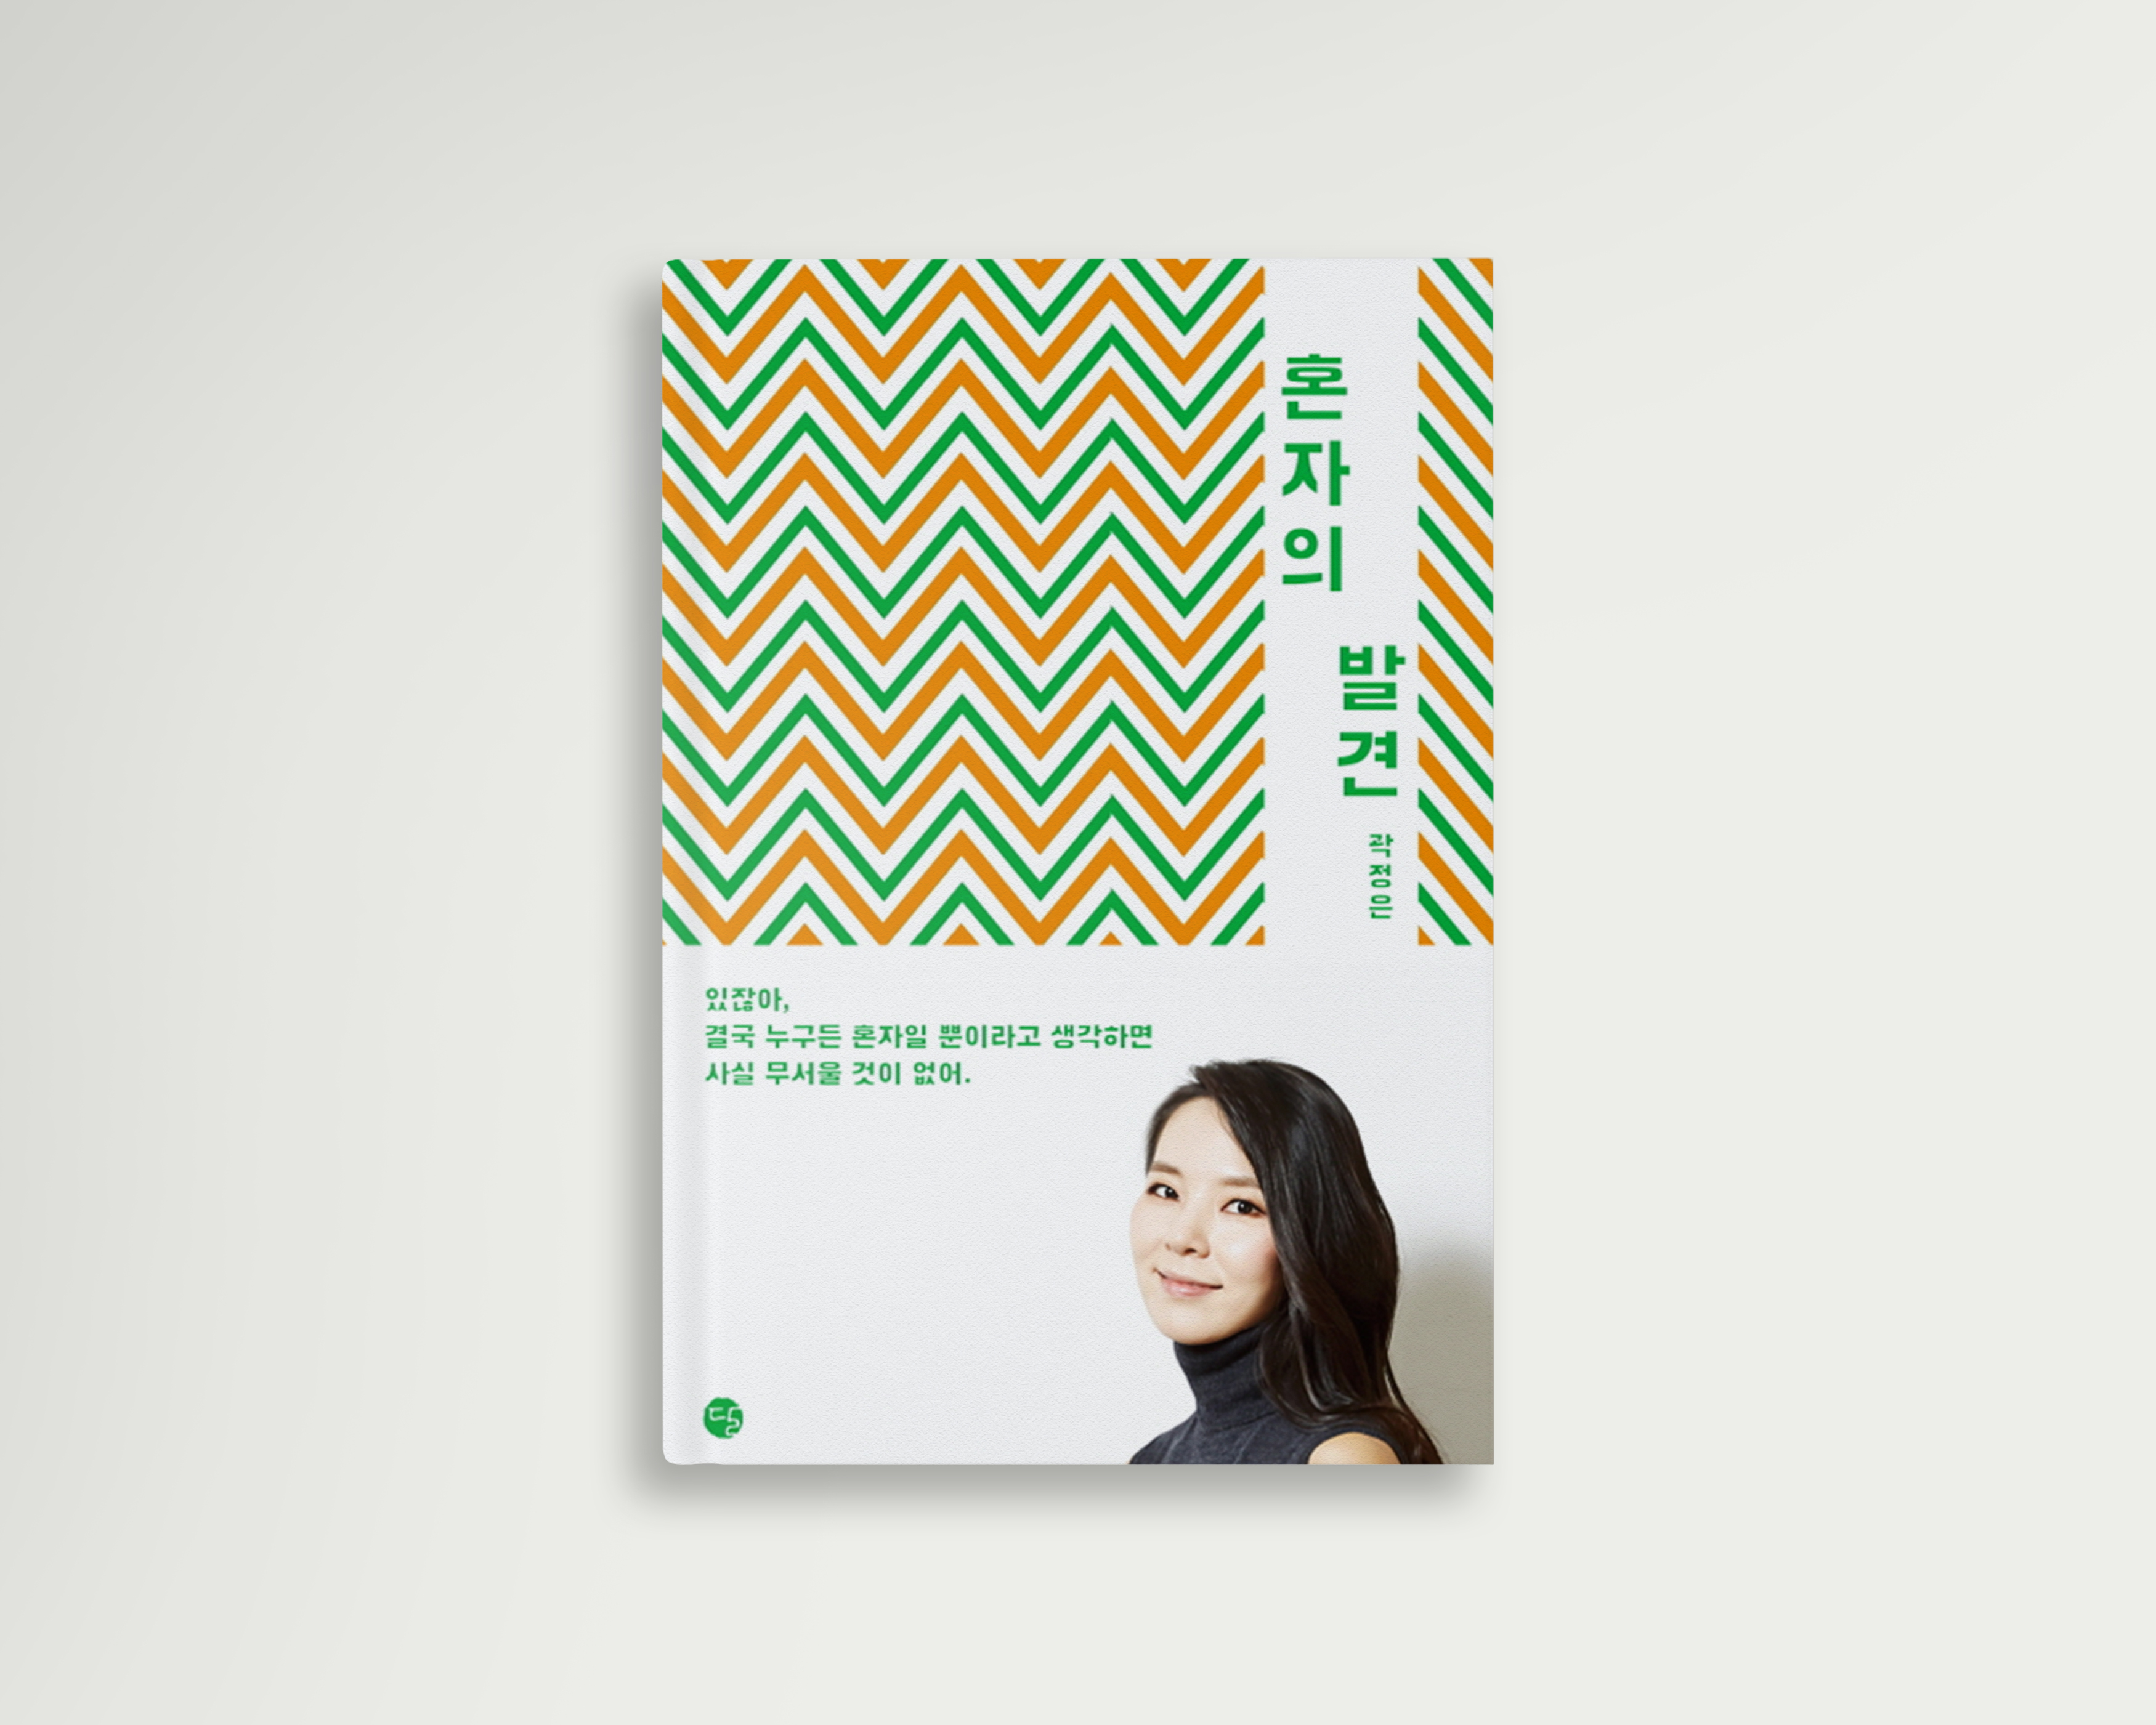 혼자의
발견
곽정은
있잖아,
결국 누구든 혼자일 뿐이라고 생각하면
사실 무서울 것이 없어.
달